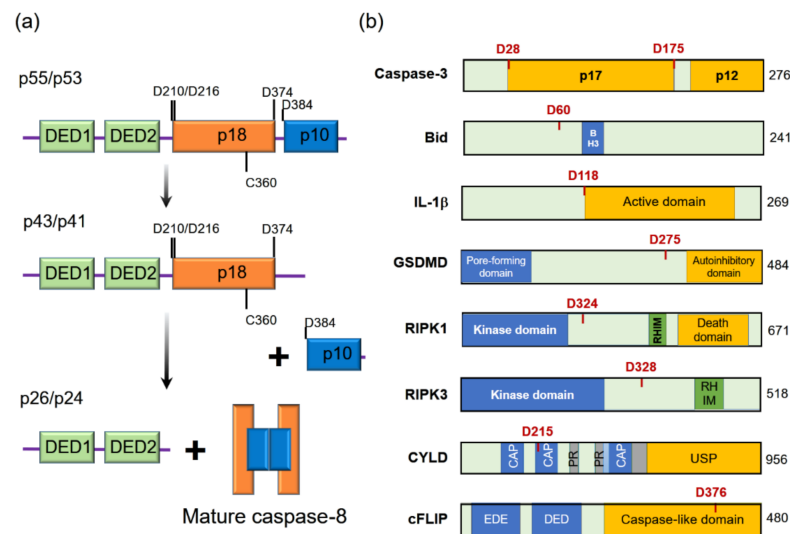 (a)
p55/p53
D210/D216
D374
D384
DED1 DED2 p18 p10
C360
p43/p41
D210/D216
D374
DED1 DED2 p18
C360
D384
+ p10
p26/p24
DED1 DED2 +
Mature caspase-8
(b)
D28 D175
Caspase-3 p17 p12 276
D60
Bid B 241
H3
D118
IL-1β Active domain 269
D275
GSDMD Pore-forming Autoinhibitory 484
domain domain
D324
RIPK1 Kinase domain RHIM Death 671
domain
D328
RIPK3 Kinase domain RH 518
IM
D215
CYLD CAP CAP PR PR CAP USP 956
D376
cFLIP EDE DED Caspase-like domain 480